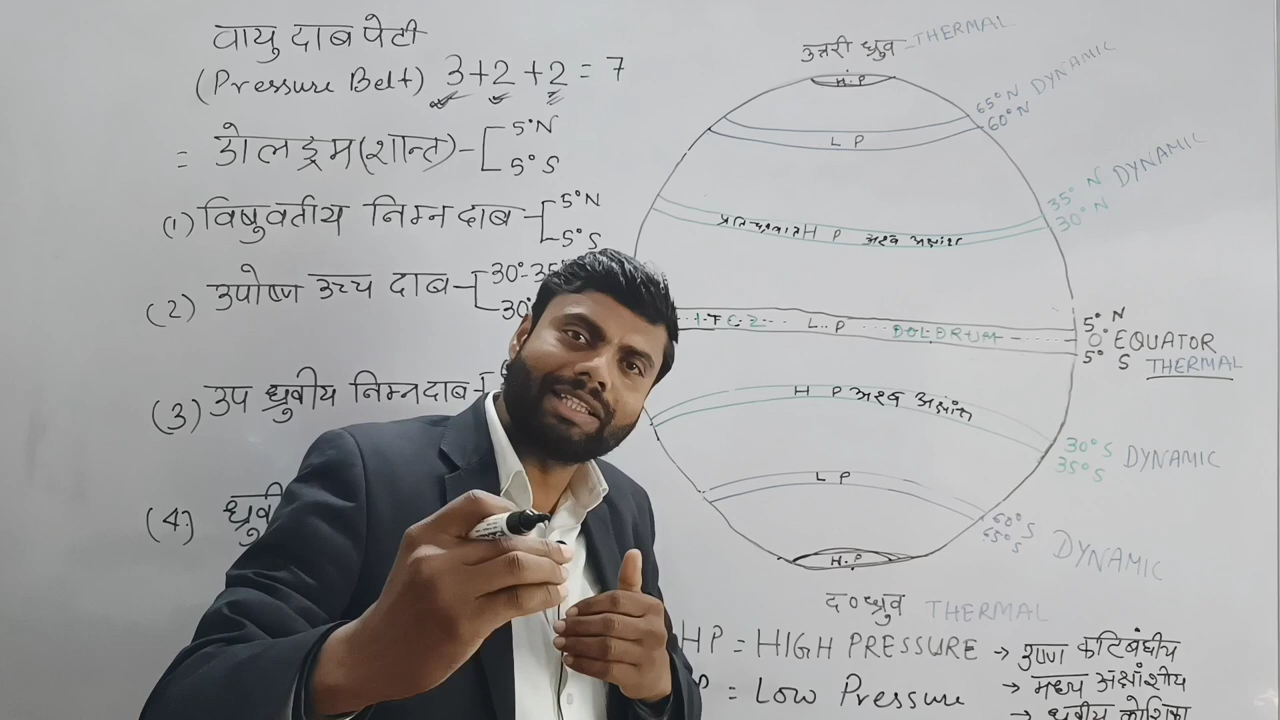 वायु दाब पेटी
(Pressure Belt) 3+2+2=7
= डोलड्रम(शान्त)- 5°N
5°S
(1) विषुवतीय निम्न दाब - 5°N
5°S
(2) उपोष्ण उच्च दाब - 30°-35
30°
(3) उप ध्रुवीय निम्नदाब -
(4)
उत्तरी ध्रुव - THERMAL
H.P
65°N DYNAMIC
60°N
L P
35° N DYNAMIC
30° N
H P अश्व अक्षांश
I T C Z L.P DOLDRUM
5° N
0° EQUATOR
5° S THERMAL
H P अश्व अक्षांश
30°S DYNAMIC
35°S
L P
60°S
65°S DYNAMIC
H.P
द० ध्रुव THERMAL
HP = HIGH PRESSURE → उष्ण कटिबंधीय
P = Low Pressure → मध्य अक्षांशीय
→ ध्रुवीय कोशिका